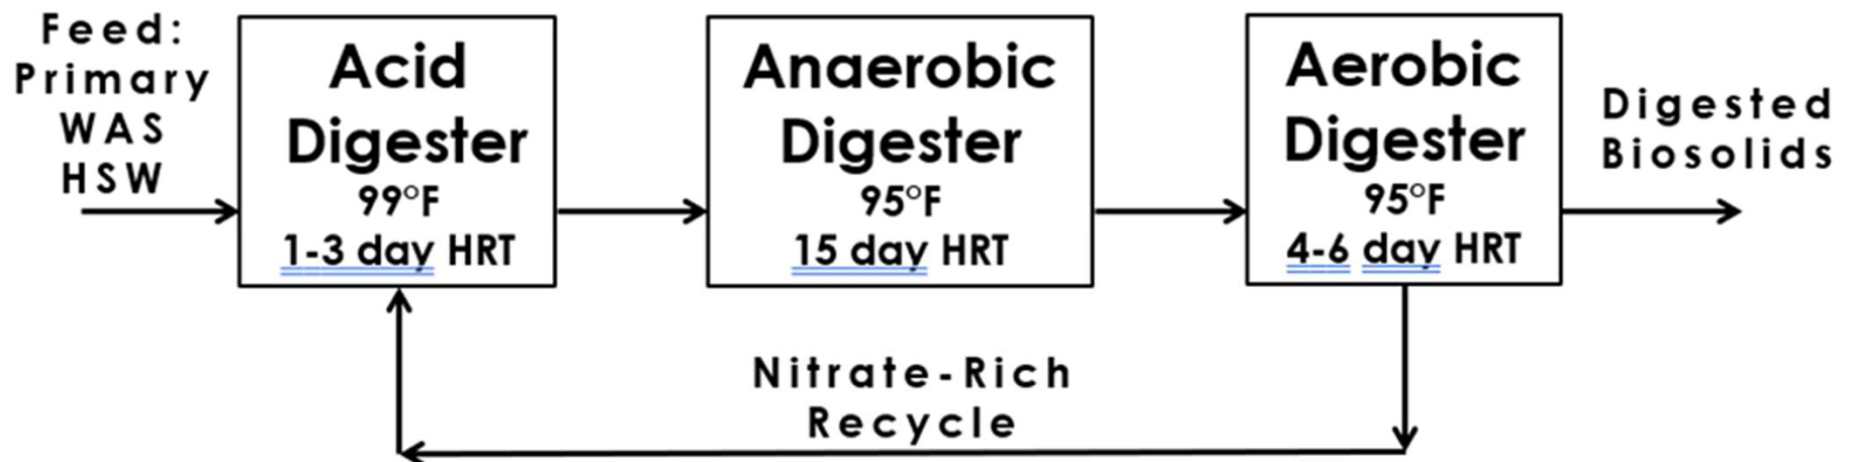 Feed:
Primary
WAS
HSW
Acid
Digester
99°F
1-3 day HRT
Anaerobic
Digester
95°F
15 day HRT
Aerobic
Digester
95°F
4-6 day HRT
Digested
Biosolids
Nitrate-Rich
Recycle